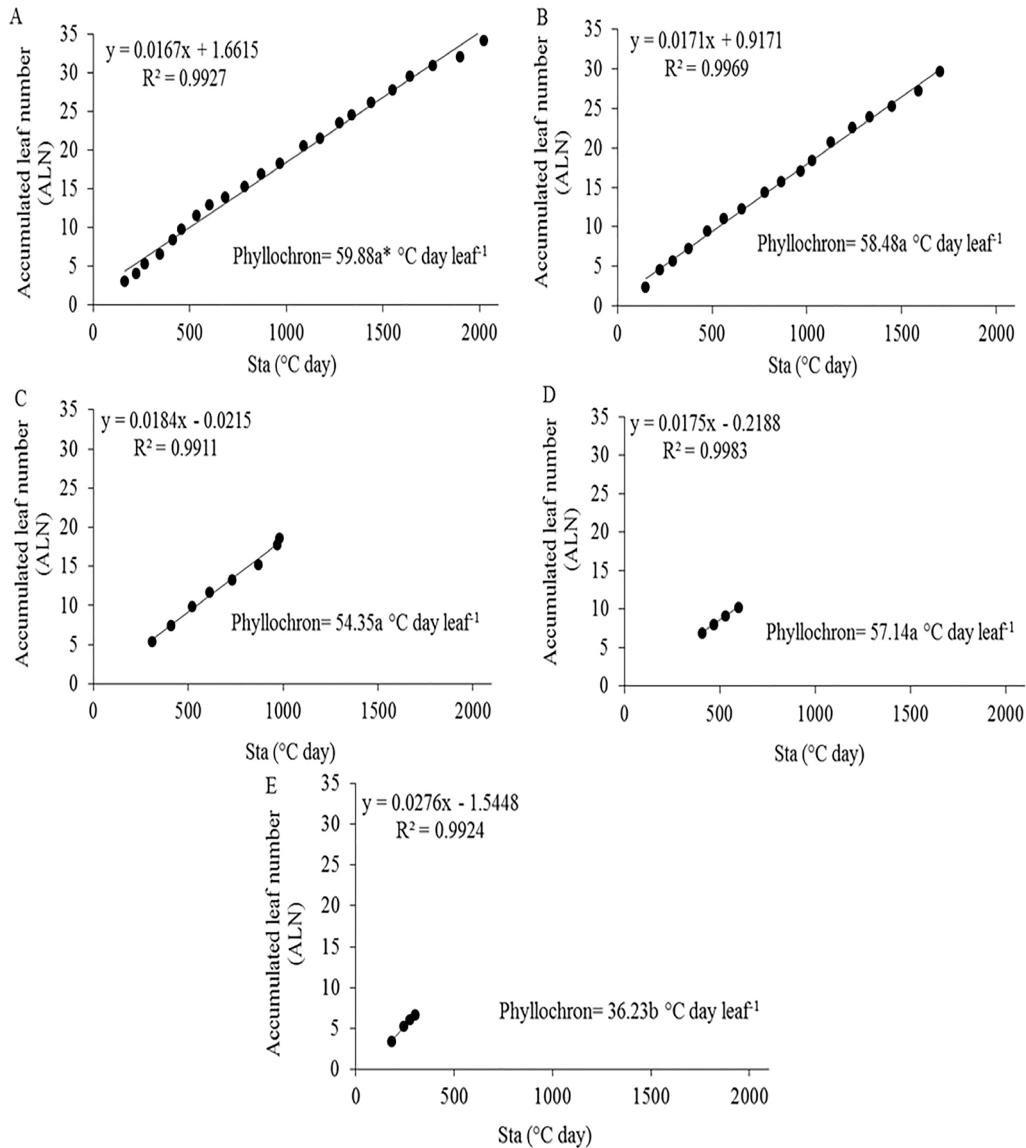 A
y = 0.0167x + 1.6615
R² = 0.9927
Accumulated leaf number
(ALN)
35
30
25
20
15
10
5
0
Phyllochron= 59.88a* °C day leaf⁻¹
0 500 1000 1500 2000
Sta (°C day)
B
y = 0.0171x + 0.9171
R² = 0.9969
Accumulated leaf number
(ALN)
35
30
25
20
15
10
5
0
Phyllochron= 58.48a °C day leaf⁻¹
0 500 1000 1500 2000
Sta (°C day)
C
y = 0.0184x - 0.0215
R² = 0.9911
Accumulated leaf number
(ALN)
35
30
25
20
15
10
5
0
Phyllochron= 54.35a °C day leaf⁻¹
0 500 1000 1500 2000
Sta (°C day)
D
y = 0.0175x - 0.2188
R² = 0.9983
Accumulated leaf number
(ALN)
35
30
25
20
15
10
5
0
Phyllochron= 57.14a °C day leaf⁻¹
0 500 1000 1500 2000
Sta (°C day)
E
y = 0.0276x - 1.5448
R² = 0.9924
Accumulated leaf number
(ALN)
35
30
25
20
15
10
5
0
Phyllochron= 36.23b °C day leaf⁻¹
0 500 1000 1500 2000
Sta (°C day)